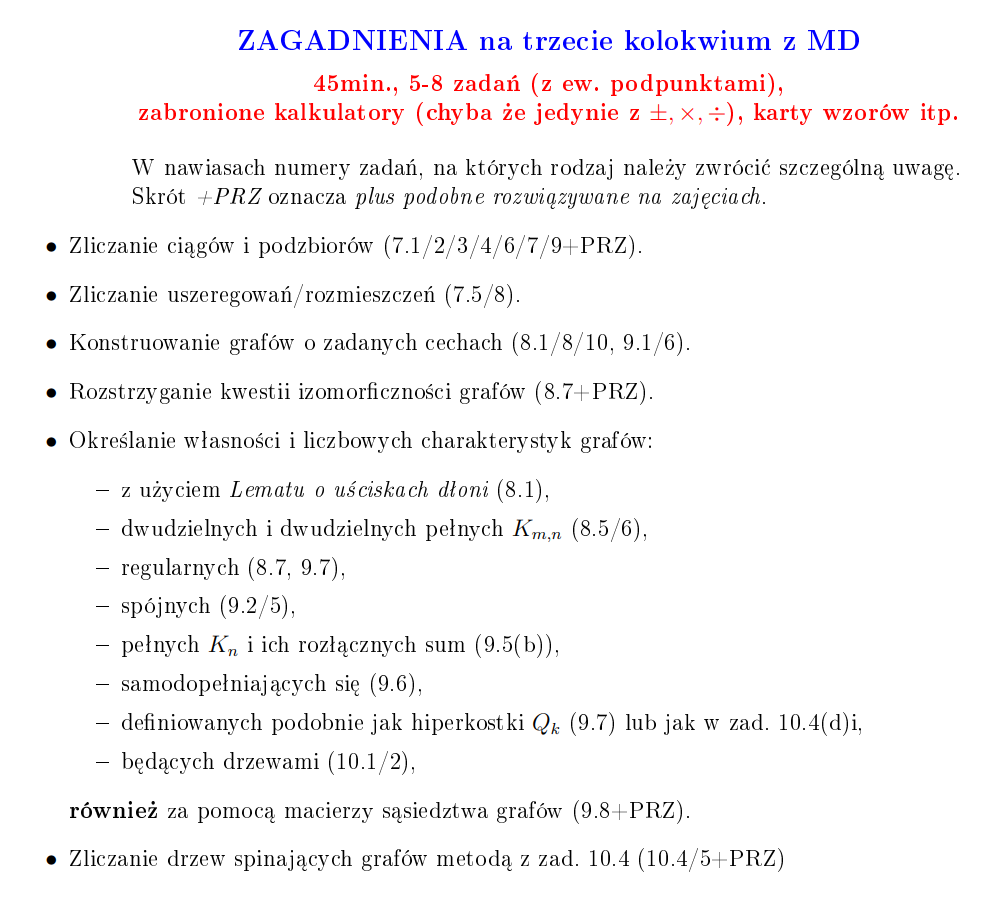 ZAGADNIENIA na trzecie kolokwium z MD
45min., 5-8 zadań (z ew. podpunktami),
zabronione kalkulatory (chyba że jedynie z ±, ×, ÷), karty wzorów itp.
W nawiasach numery zadań, na których rodzaj należy zwrócić szczególną uwagę.
Skrót +PRZ oznacza plus podobne rozwiązywane na zajęciach.
• Zliczanie ciągów i podzbiorów (7.1/2/3/4/6/7/9+PRZ).
• Zliczanie uszeregowań/rozmieszczeń (7.5/8).
• Konstruowanie grafów o zadanych cechach (8.1/8/10, 9.1/6).
• Rozstrzyganie kwestii izomorficzności grafów (8.7+PRZ).
• Określanie własności i liczbowych charakterystyk grafów:
– z użyciem Lematu o uściskach dłoni (8.1),
– dwudzielnych i dwudzielnych pełnych Km,n (8.5/6),
– regularnych (8.7, 9.7),
– spójnych (9.2/5),
– pełnych Kn i ich rozłącznych sum (9.5(b)),
– samodopełniających się (9.6),
– definiowanych podobnie jak hiperkostki Qk (9.7) lub jak w zad. 10.4(d)i,
– będących drzewami (10.1/2),
również za pomocą macierzy sąsiedztwa grafów (9.8+PRZ).
• Zliczanie drzew spinających grafów metodą z zad. 10.4 (10.4/5+PRZ)